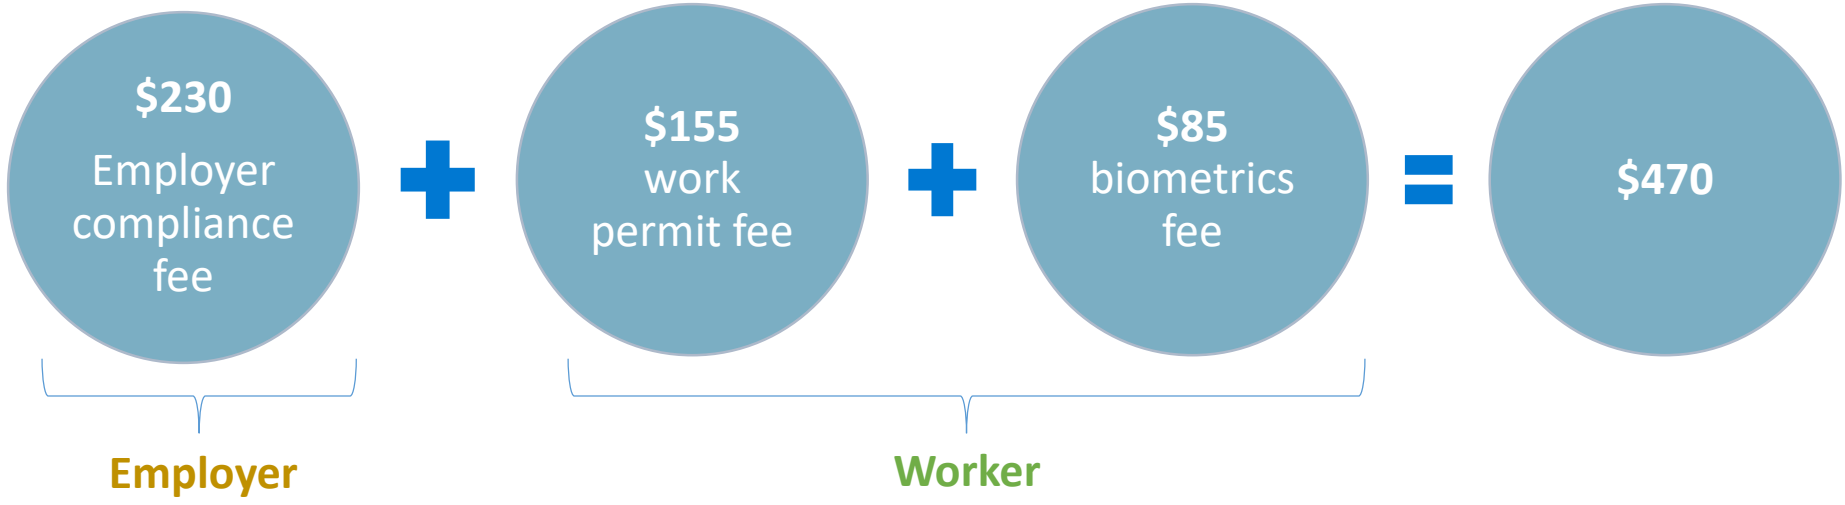 $230
Employer
compliance
fee
$155
work
permit fee
$85
biometrics
fee
$470
Employer
Worker